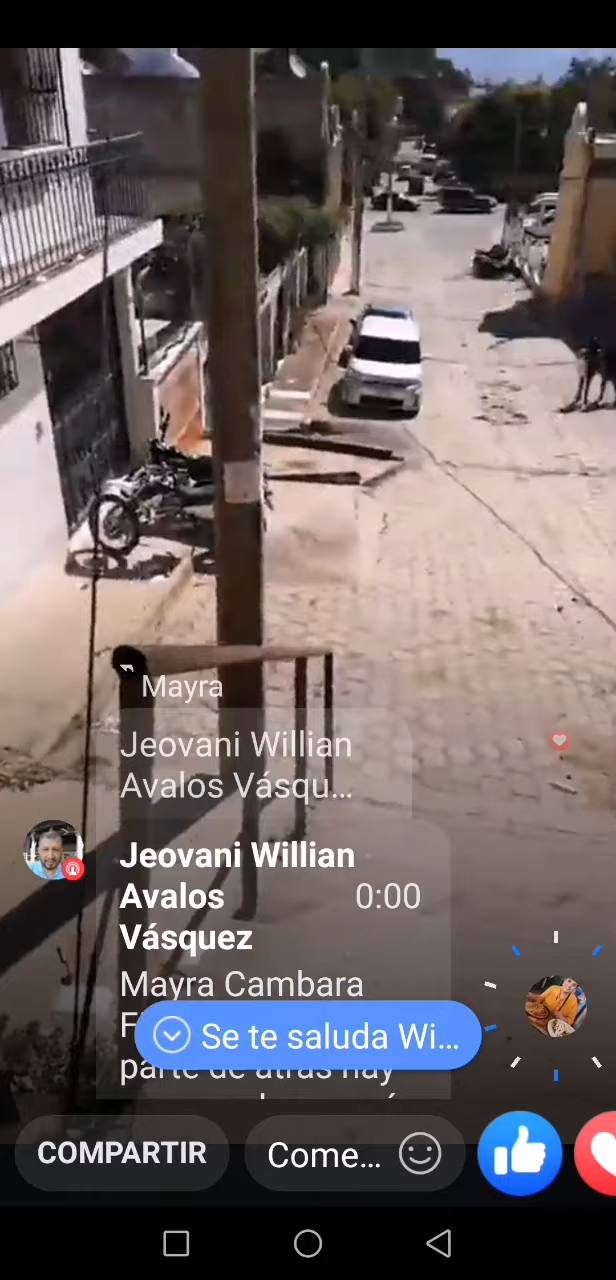 Mayra
Jeovani Willian
Avalos Vásqu...
Jeovani Willian
Avalos
0:00
Vásquez
Mayra Cambara
Se te saluda Wi...
parte de atrás hay
COMPARTIR
Come...